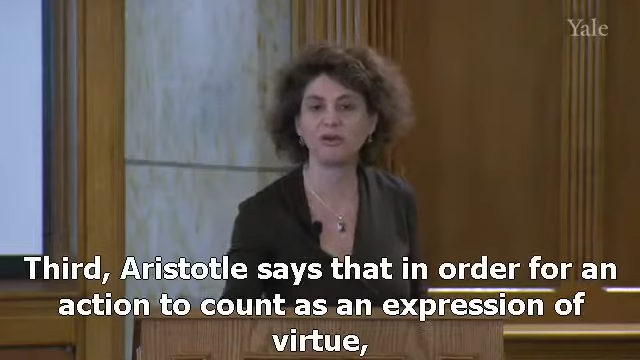 Yale
Third, Aristotle says that in order for an
action to count as an expression of
virtue,